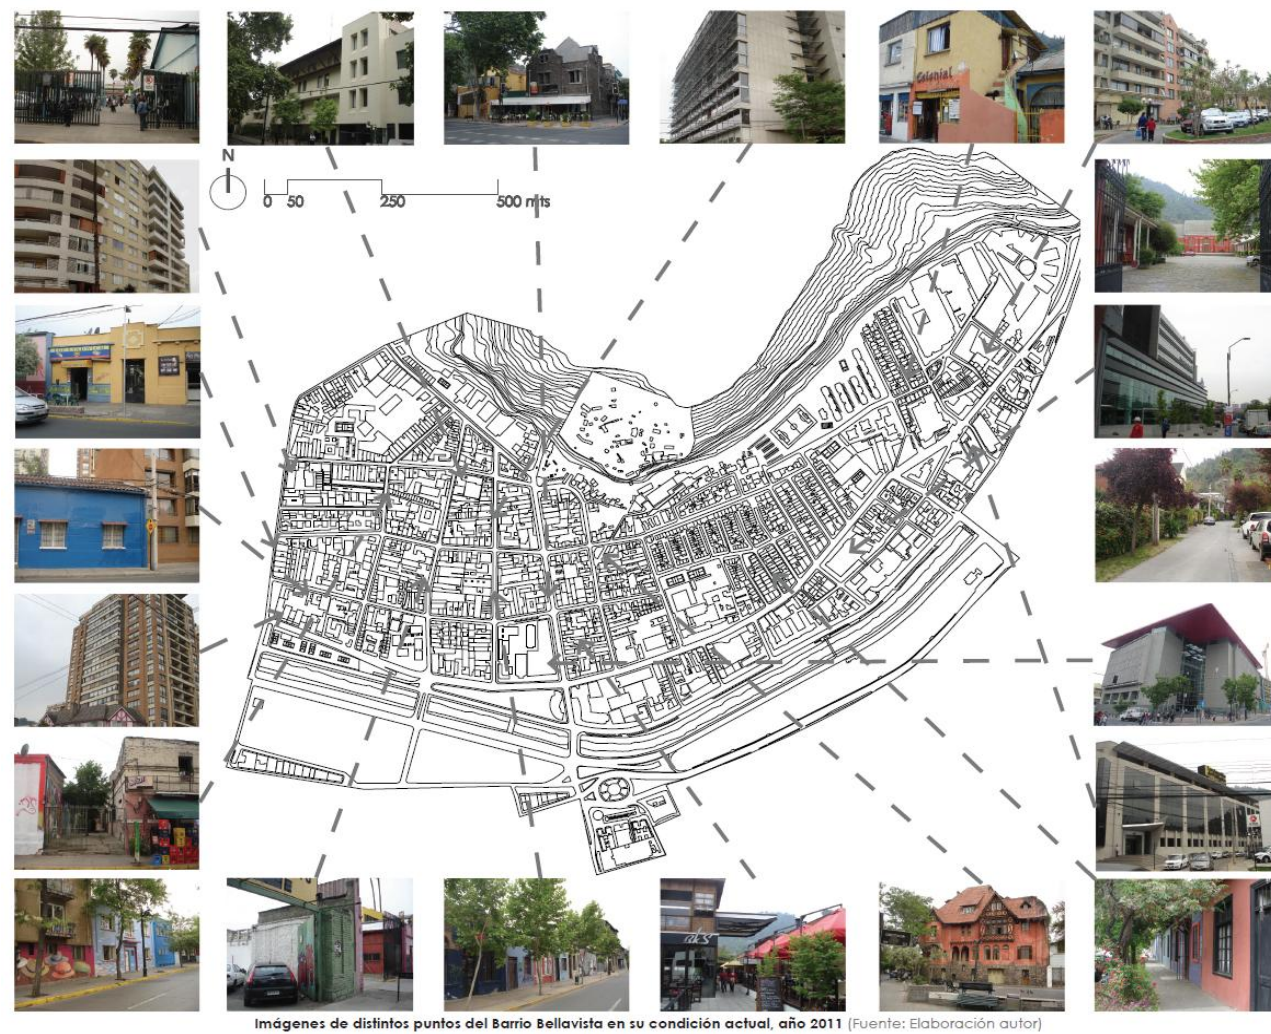 Colonial
N
0 50 250 500 mts
Imágenes de distintos puntos del Barrio Bellavista en su condición actual, año 2011 (Fuente: Elaboración autor)